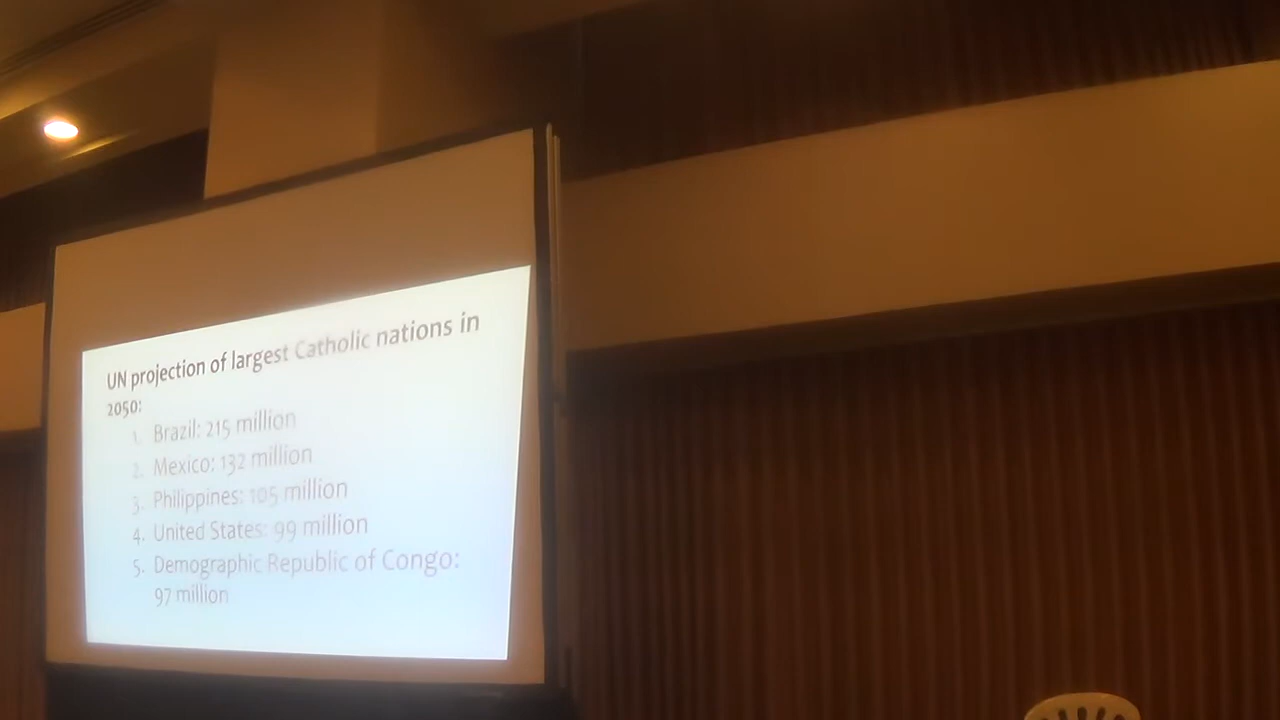 UN projection of largest Catholic nations in
2050:
1. Brazil: 215 million
2. Mexico: 132 million
3. Philippines: 105 million
4. United States: 99 million
5. Demographic Republic of Congo:
97 million